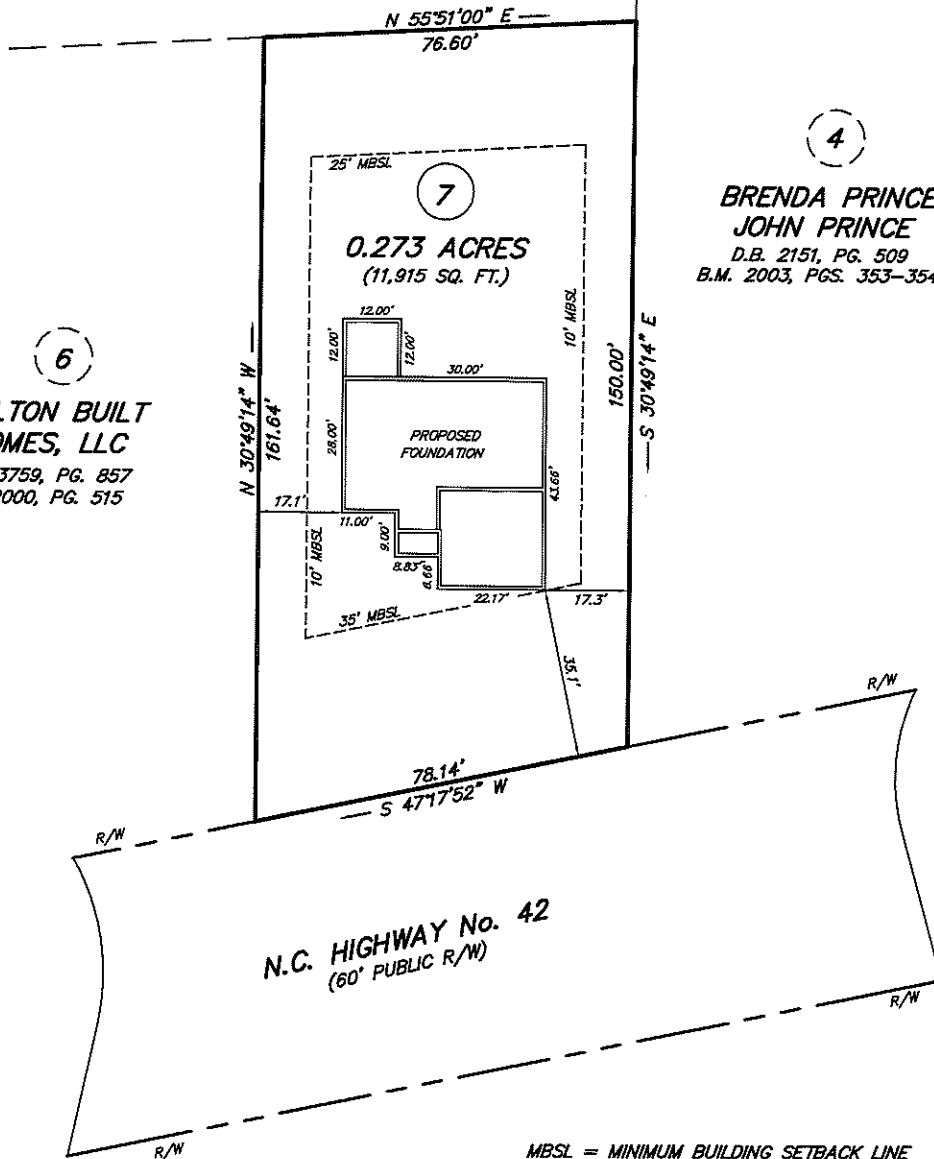 N 55°51'00" E
76.60'
25' MBSL
7
0.273 ACRES
(11,915 SQ. FT.)
4
BRENDA PRINCE
JOHN PRINCE
D.B. 2151, PG. 509
B.M. 2003, PGS. 353-354
10' MBSL
12.00'
12.00'
12.00'
30.00'
6
LTON BUILT
OMES, LLC
3759, PG. 857
2000, PG. 515
N 30°49'14" W
161.64'
28.00'
PROPOSED
FOUNDATION
43.66'
150.00'
S 30°49'14" E
17.1'
11.00'
10' MBSL
9.00'
8.83'
6.66'
22.17'
17.3'
35' MBSL
35.1'
R/W
78.14'
S 47°17'52" W
R/W
N.C. HIGHWAY No. 42
(60' PUBLIC R/W)
R/W
R/W
MBSL = MINIMUM BUILDING SETBACK LINE